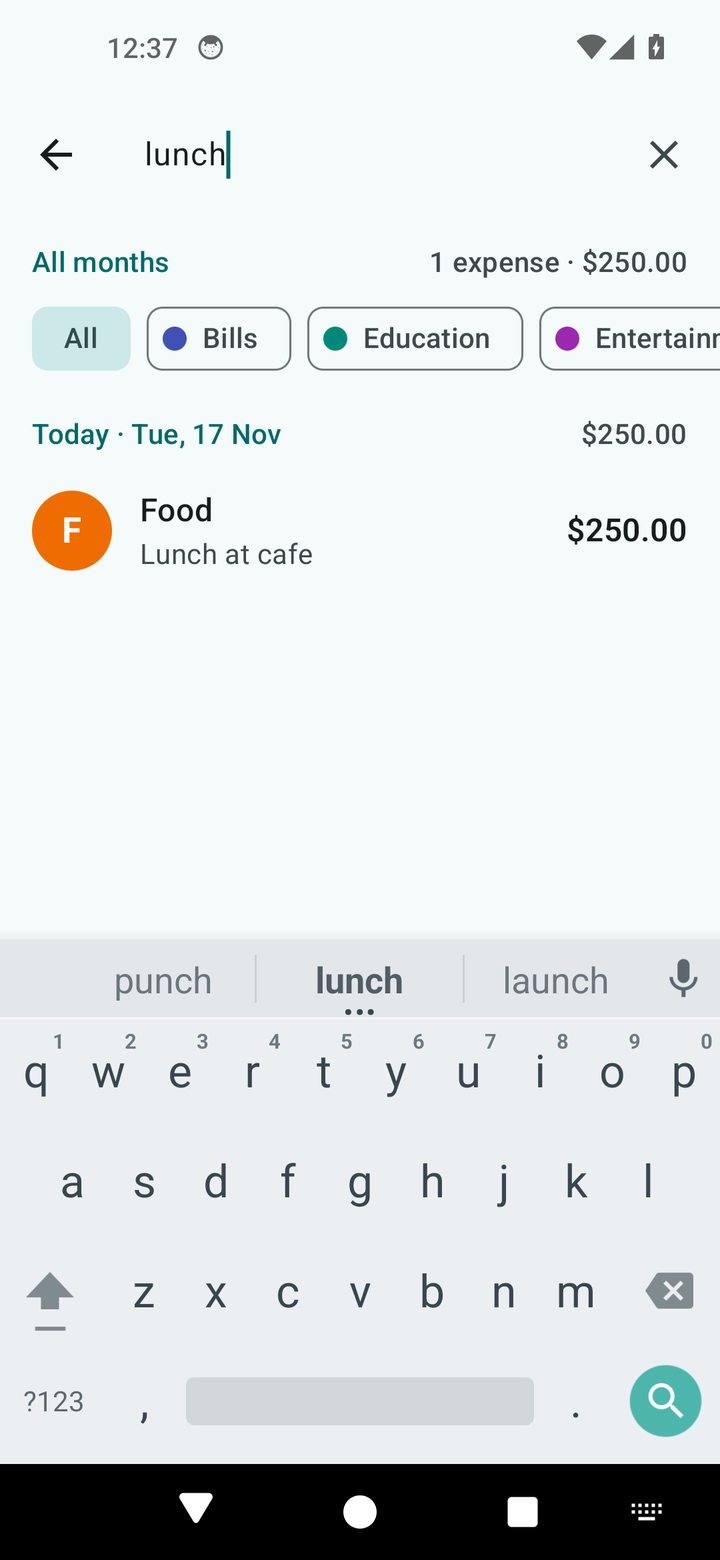 12:37
lunch
All months 1 expense · $250.00
All Bills Education Entertainm
Today · Tue, 17 Nov $250.00
F Food $250.00
Lunch at cafe
punch lunch launch
1 2 3 4 5 6 7 8 9 0
q w e r t y u i o p
a s d f g h j k l
z x c v b n m
?123 , .